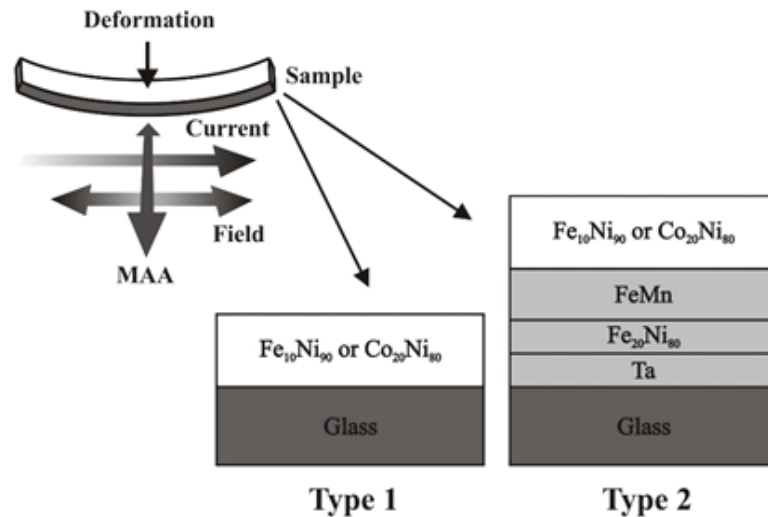 Deformation
Sample
Current
Field
MAA
Fe₁₀Ni₉₀ or Co₂₀Ni₈₀
Glass
Type 1
Fe₁₀Ni₉₀ or Co₂₀Ni₈₀
FeMn
Fe₂₀Ni₈₀
Ta
Glass
Type 2